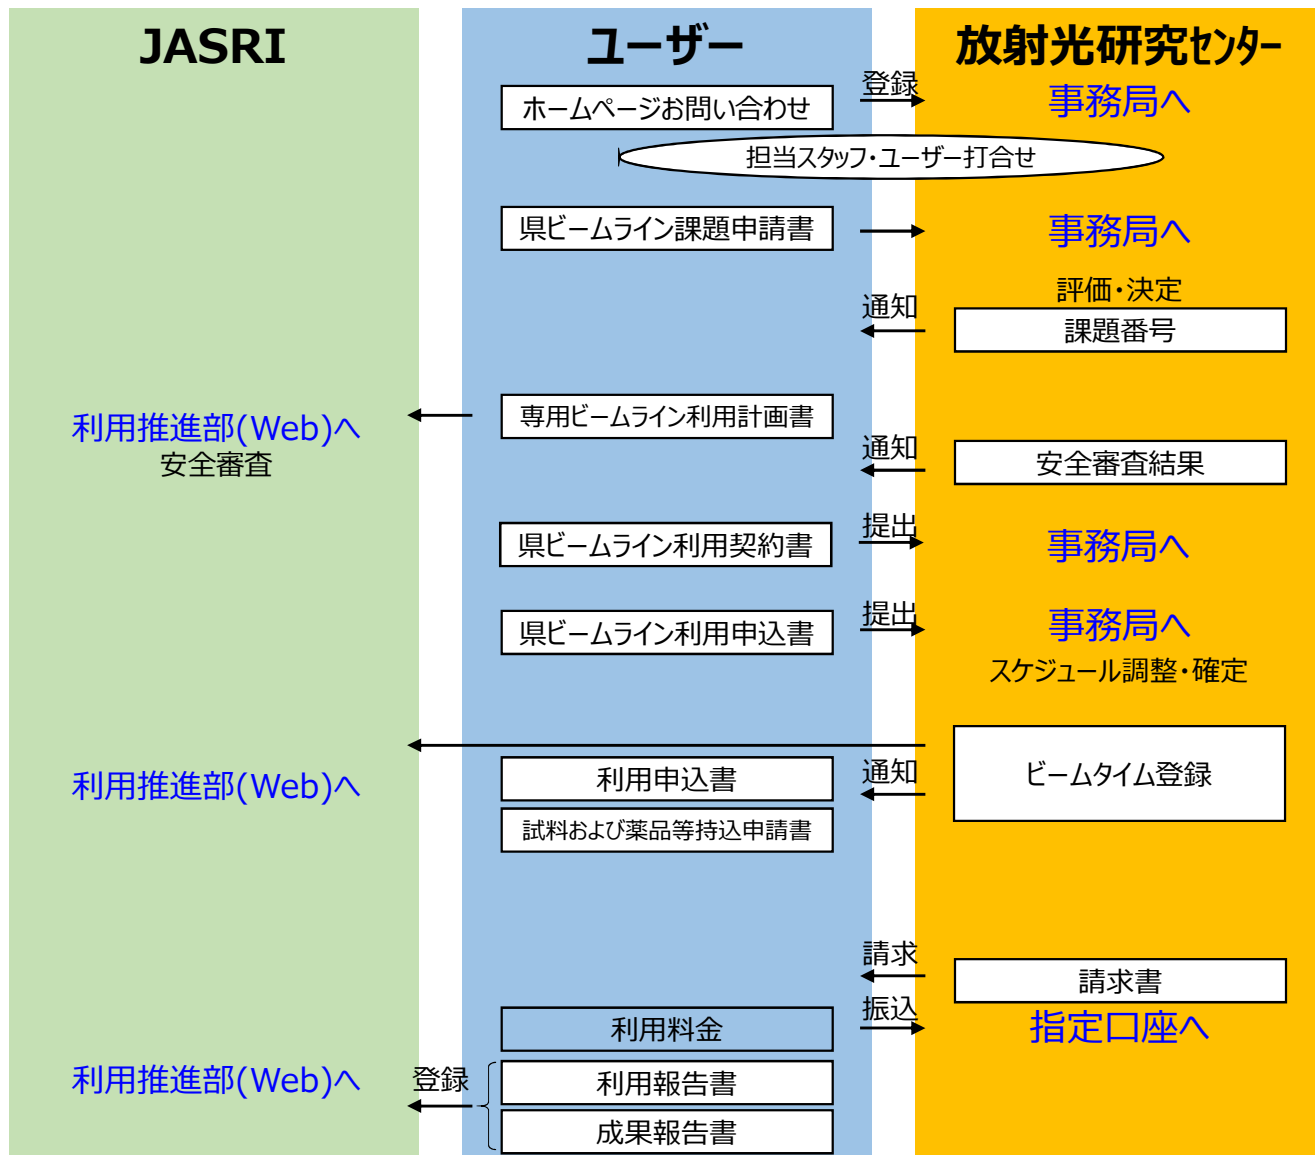 JASRI
ユーザー
放射光研究センター
ホームページお問い合わせ
登録
事務局へ
担当スタッフ・ユーザー打合せ
県ビームライン課題申請書
事務局へ
評価・決定
通知
課題番号
利用推進部(Web)へ
専用ビームライン利用計画書
安全審査
通知
安全審査結果
県ビームライン利用契約書
提出
事務局へ
県ビームライン利用申込書
提出
事務局へ
スケジュール調整・確定
利用推進部(Web)へ
利用申込書
通知
ビームタイム登録
試料および薬品等持込申請書
請求
請求書
利用料金
振込
指定口座へ
利用推進部(Web)へ
登録
利用報告書
成果報告書